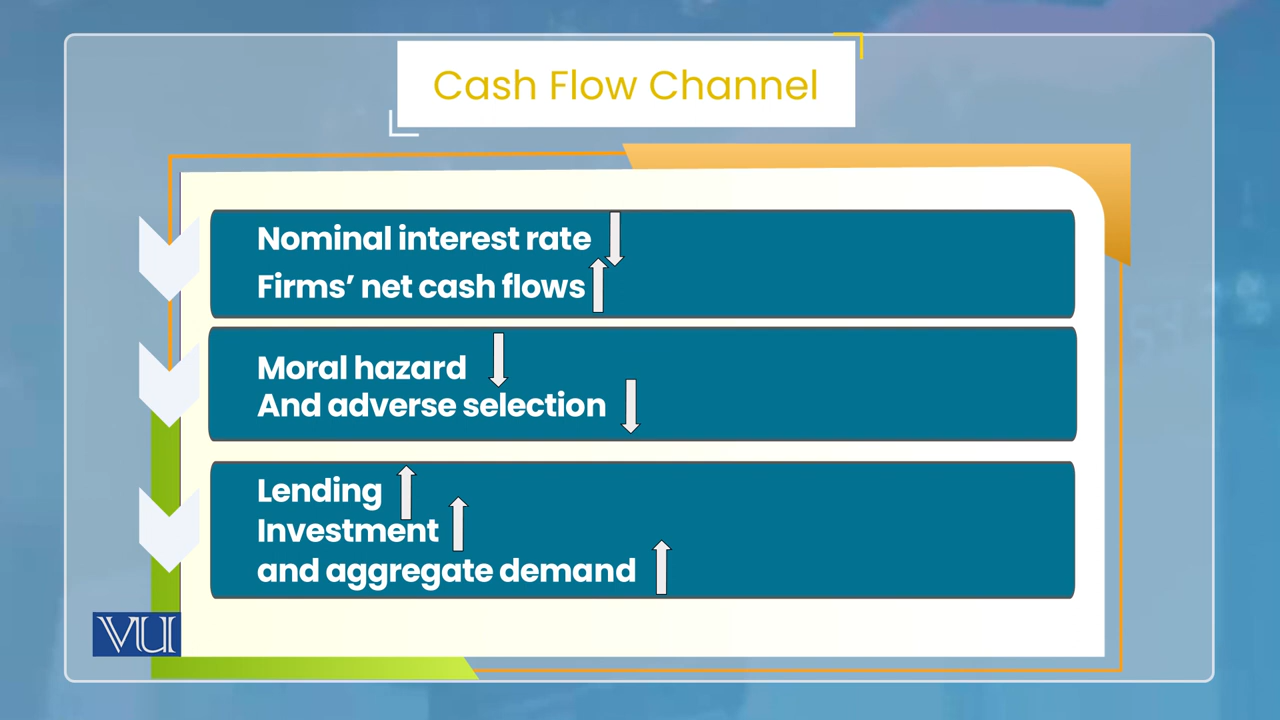 Cash Flow Channel
Nominal interest rate
Firms’ net cash flows
Moral hazard
And adverse selection
Lending
Investment
and aggregate demand
VU